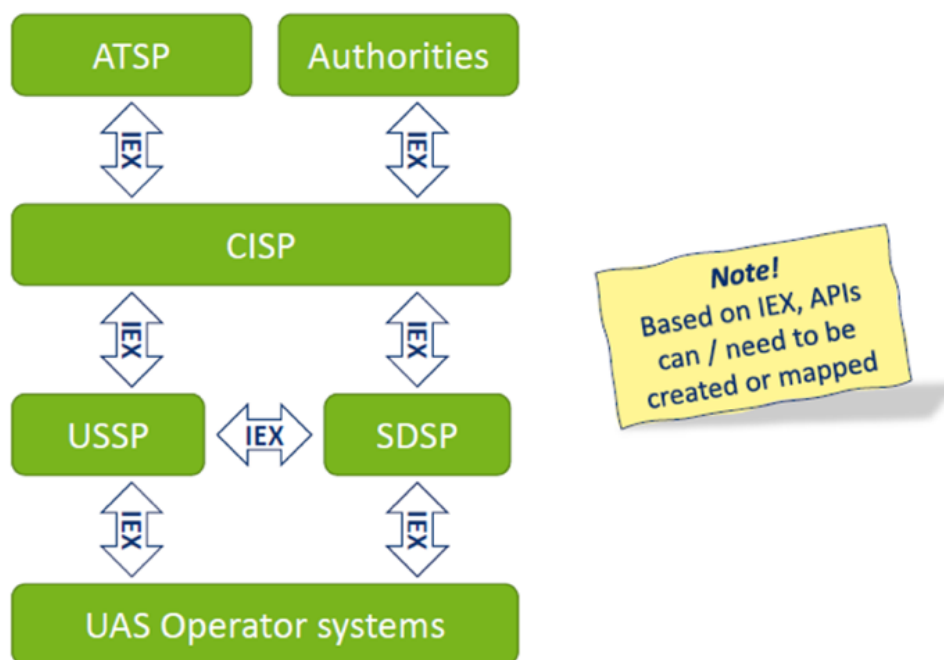 ATSP
Authorities
IEX
IEX
CISP
IEX
IEX
USSP
IEX
SDSP
IEX
IEX
UAS Operator systems
Note!
Based on IEX, APIs
can / need to be
created or mapped